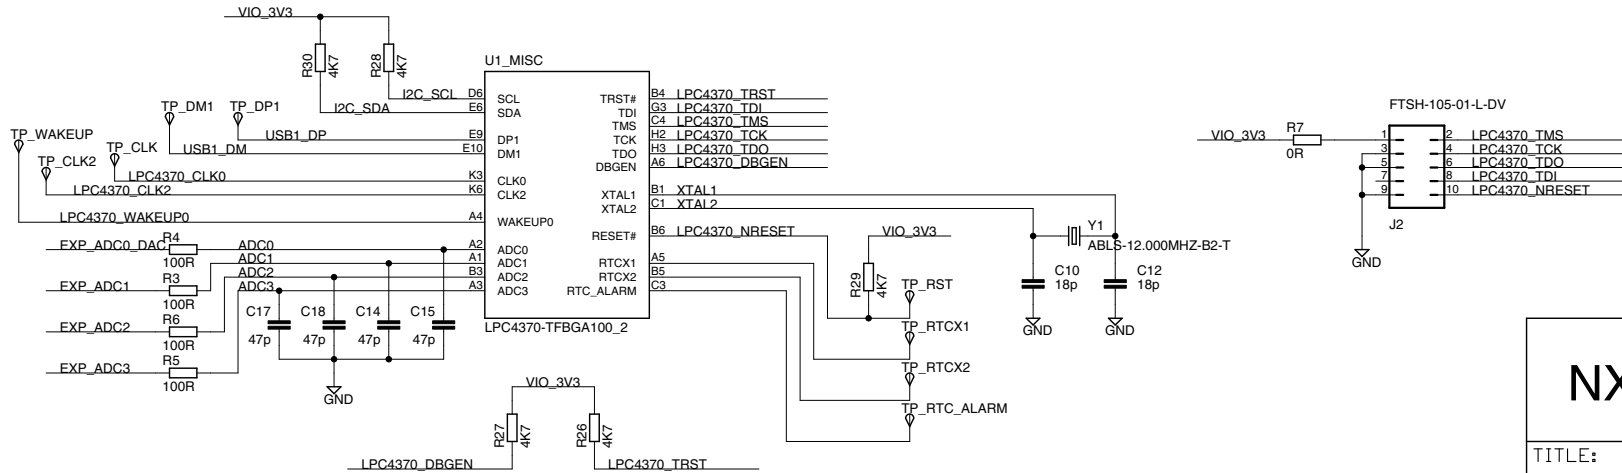 VIO_3V3
R30
4K7
R28
4K7
I2C_SCL
I2C_SDA
TP_DM1
TP_DP1
USB1_DP
USB1_DM
TP_WAKEUP
TP_CLK
TP_CLK2
LPC4370_CLK0
LPC4370_CLK2
LPC4370_WAKEUP0
EXP_ADC0_DAC
R4
100R
ADC0
ADC1
ADC2
ADC3
EXP_ADC1
R3
100R
EXP_ADC2
R6
100R
EXP_ADC3
R5
100R
C17
47p
C18
47p
C14
47p
C15
47p
GND
U1_MISC
D6 SCL
E6 SDA
E9 DP1
E10 DM1
K3 CLK0
K6 CLK2
A4 WAKEUP0
A2 ADC0
A1 ADC1
B3 ADC2
A3 ADC3
TRST# B4 LPC4370_TRST
TDI G3 LPC4370_TDI
TMS C4 LPC4370_TMS
TCK H2 LPC4370_TCK
TDO H3 LPC4370_TDO
DBGEN A6 LPC4370_DBGEN
XTAL1 B1 XTAL1
XTAL2 C1 XTAL2
RESET# B6 LPC4370_NRESET
RTCX1 A5
RTCX2 B5
RTC_ALARM C3
LPC4370-TFBGA100_2
VIO_3V3
R29
4K7
TP_RST
TP_RTCX1
TP_RTCX2
TP_RTC_ALARM
VIO_3V3
R27
4K7
R26
4K7
LPC4370_DBGEN
LPC4370_TRST
Y1
ABLS-12.000MHZ-B2-T
C10
18p
C12
18p
GND
GND
FTSH-105-01-L-DV
VIO_3V3
R7
0R
1 2 LPC4370_TMS
3 4 LPC4370_TCK
5 6 LPC4370_TDO
7 8 LPC4370_TDI
9 10 LPC4370_NRESET
J2
GND
NX
TITLE: